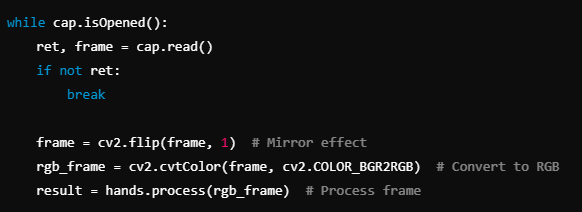 while cap.isOpened():
    ret, frame = cap.read()
    if not ret:
        break

    frame = cv2.flip(frame, 1)  # Mirror effect
    rgb_frame = cv2.cvtColor(frame, cv2.COLOR_BGR2RGB)  # Convert to RGB
    result = hands.process(rgb_frame)  # Process frame